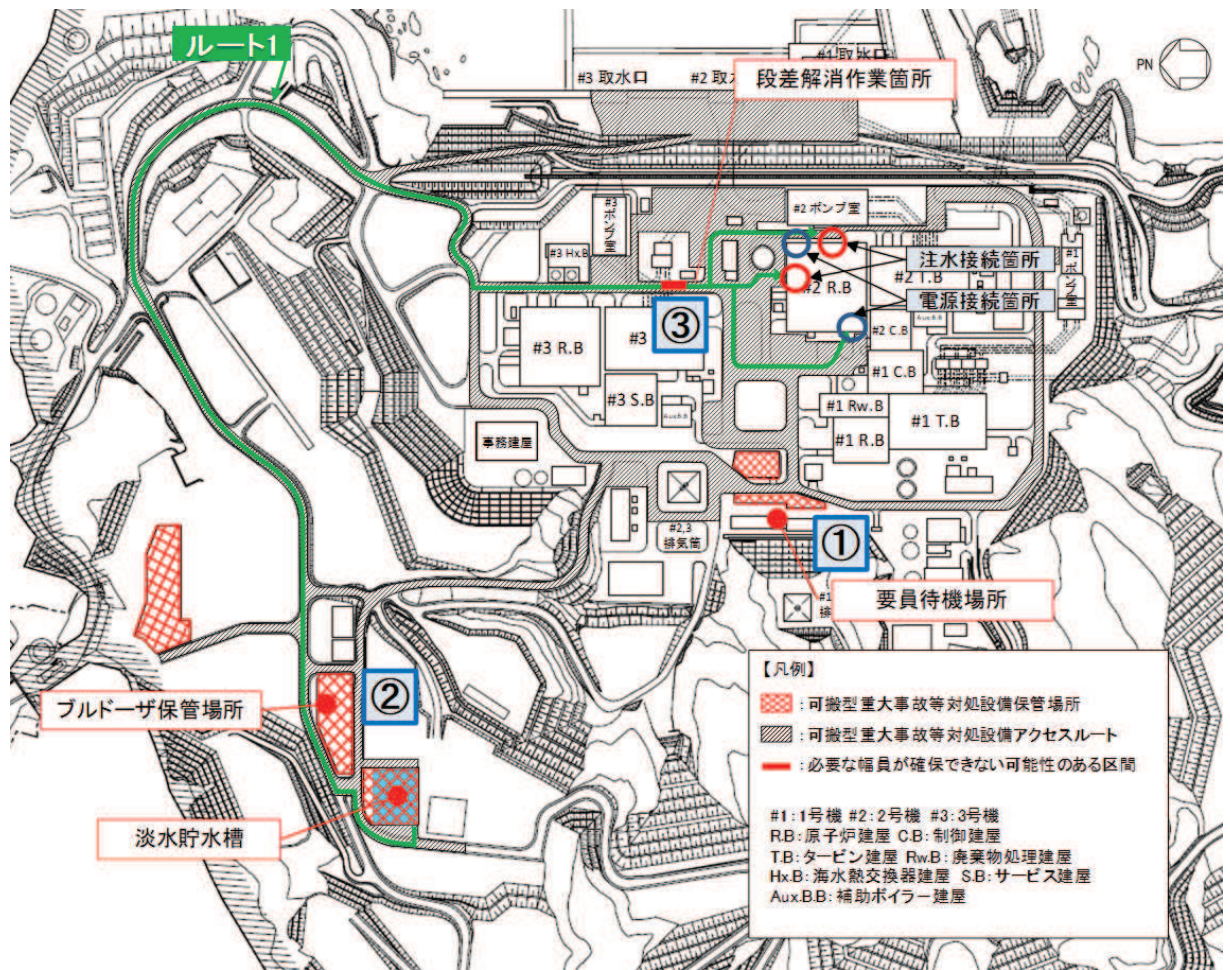 ルート1
#1 取水口
#3 取水口
#2 取水
PN
段差解消作業箇所
#3 ポンプ室
#2 ポンプ室
#3 Hx.B
注水接続箇所
#2 T.B
#1 ポンプ室
#2 R.B
電源接続箇所
③
Aux.B.B
#2 C.B
#3 R.B
#3
#1 C.B
#3 S.B
Aux.B.B
#1 Rw.B
#1 T.B
#1 R.B
事務建屋
#2,3
排気筒
①
#1
排
要員待機場所
②
ブルドーザ保管場所
淡水貯水槽
【凡例】
:可搬型重大事故等対処設備保管場所
:可搬型重大事故等対処設備アクセスルート
:必要な幅員が確保できない可能性のある区間
#1:1号機 #2:2号機 #3:3号機
R.B:原子炉建屋 C.B:制御建屋
T.B:タービン建屋 Rw.B:廃棄物処理建屋
Hx.B:海水熱交換器建屋 S.B:サービス建屋
Aux.B.B:補助ボイラー建屋